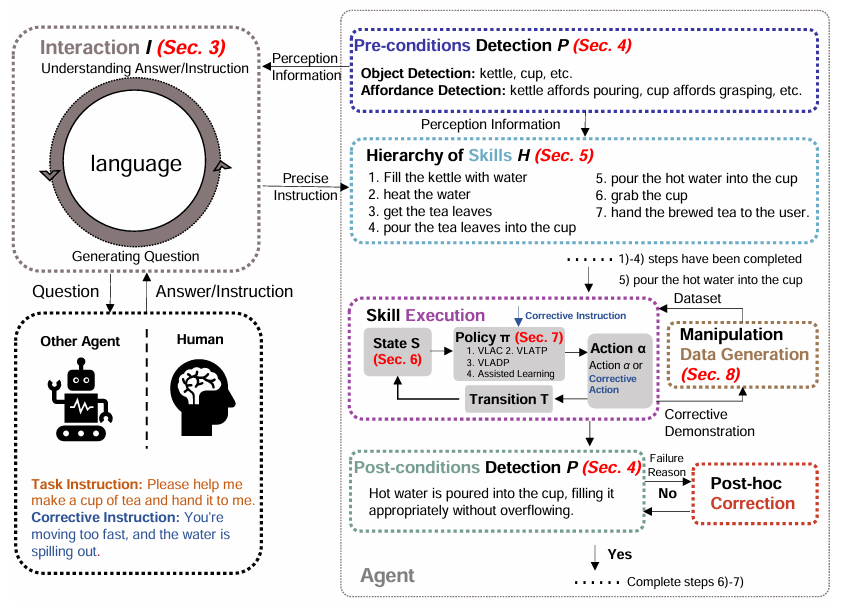 Interaction I (Sec. 3)
Understanding Answer/Instruction
language
Generating Question
Question
Answer/Instruction
Other Agent
Human
Task Instruction: Please help me
make a cup of tea and hand it to me.
Corrective Instruction: You're
moving too fast, and the water is
spilling out.
Perception
Information
Precise
Instruction
Pre-conditions Detection P (Sec. 4)
Object Detection: kettle, cup, etc.
Affordance Detection: kettle affords pouring, cup affords grasping, etc.
Perception Information
Hierarchy of Skills H (Sec. 5)
1. Fill the kettle with water
2. heat the water
3. get the tea leaves
4. pour the tea leaves into the cup
5. pour the hot water into the cup
6. grab the cup
7. hand the brewed tea to the user.
······ 1)-4) steps have been completed
5) pour the hot water into the cup
Skill Execution
Corrective Instruction
State S
(Sec. 6)
Policy π (Sec. 7)
1. VLAC 2. VLATP
3. VLADP
4. Assisted Learning
Action α
Action α or
Corrective
Action
Transition T
Dataset
Manipulation
Data Generation
(Sec. 8)
Corrective
Demonstration
Post-conditions Detection P (Sec. 4)
Hot water is poured into the cup, filling it
appropriately without overflowing.
Failure
Reason
No
Post-hoc
Correction
Yes
······ Complete steps 6)-7)
Agent